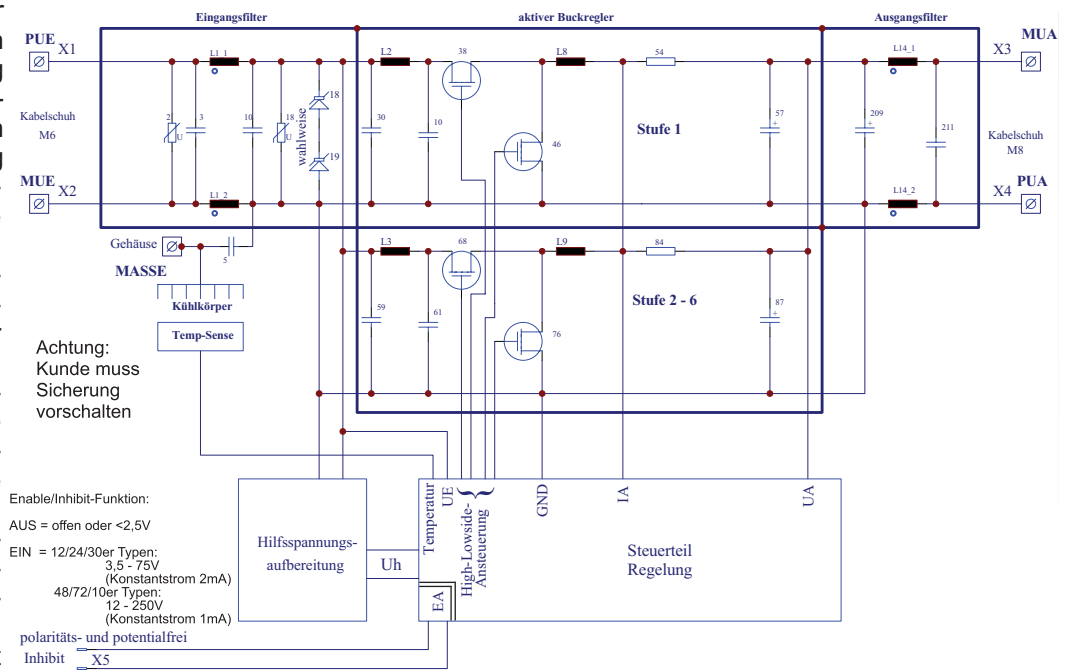 Eingangsfilter
aktiver Buckregler
Ausgangsfilter
PUE
X1
L1_1
L2
38
L8
54
L14_1
X3
MUA
Kabelschuh
M6
2
U
3
10
18
U
wahlweise
18
19
30
10
46
Stufe 1
57
+
209
+
211
Kabelschuh
M8
MUE
X2
L1_2
L14_2
X4
PUA
Gehäuse
5
MASSE
L3
68
L9
84
Kühlkörper
Stufe 2 - 6
59
61
76
87
+
Temp-Sense
Achtung:
Kunde muss
Sicherung
vorschalten
Enable/Inhibit-Funktion:
AUS = offen oder <2,5V
EIN = 12/24/30er Typen:
3,5 - 75V
(Konstantstrom 2mA)
48/72/10er Typen:
12 - 250V
(Konstantstrom 1mA)
Hilfsspannungs-
aufbereitung
Uh
Temperatur
UE
High-Lowside-
Ansteuerung
GND
IA
UA
Steuerteil
Regelung
EA
polaritäts- und potentialfrei
Inhibit
X5